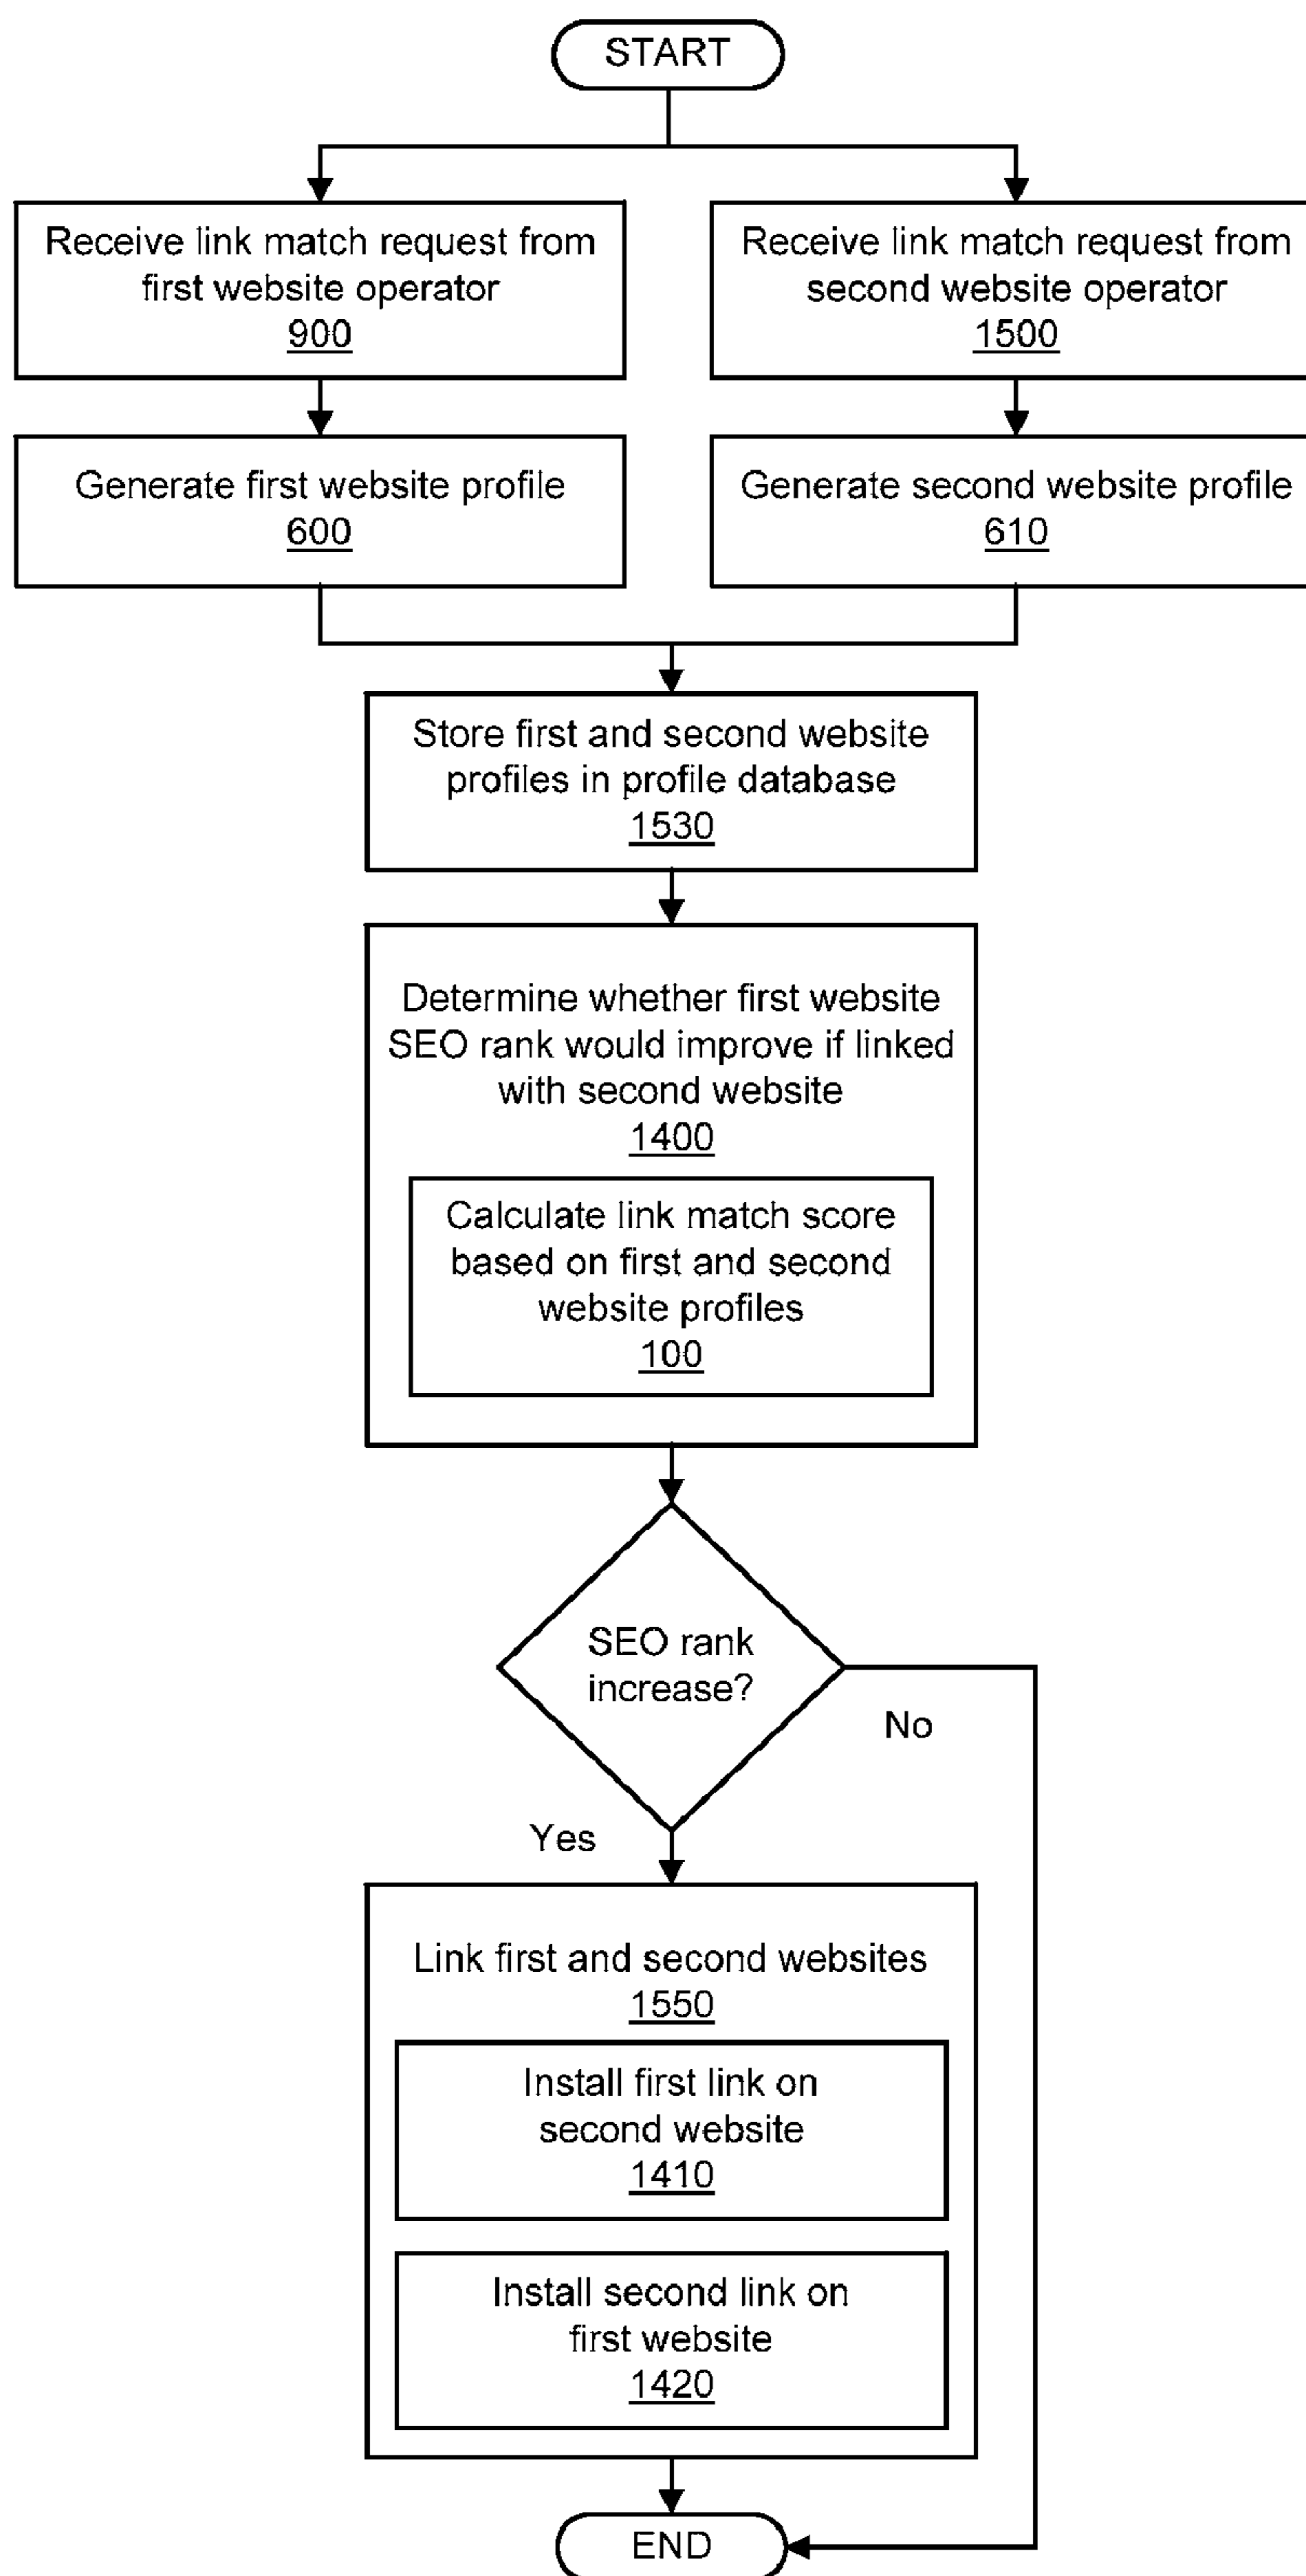 START
Receive link match request from
first website operator
900
Receive link match request from
second website operator
1500
Generate first website profile
600
Generate second website profile
610
Store first and second website
profiles in profile database
1530
Determine whether first website
SEO rank would improve if linked
with second website
1400
Calculate link match score
based on first and second
website profiles
100
SEO rank
increase?
No
Yes
Link first and second websites
1550
Install first link on
second website
1410
Install second link on
first website
1420
END